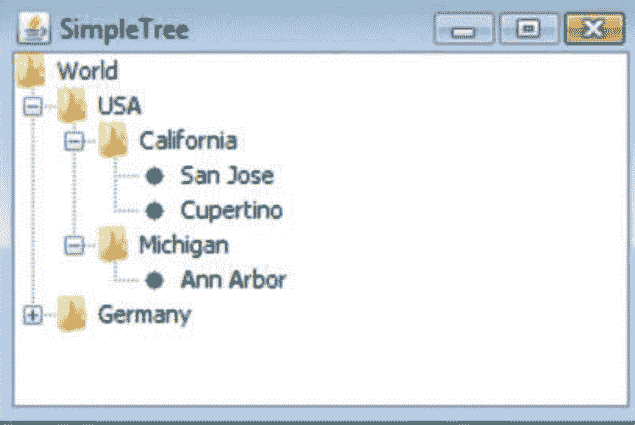 SimpleTree
World
USA
California
San Jose
Cupertino
Michigan
Ann Arbor
Germany